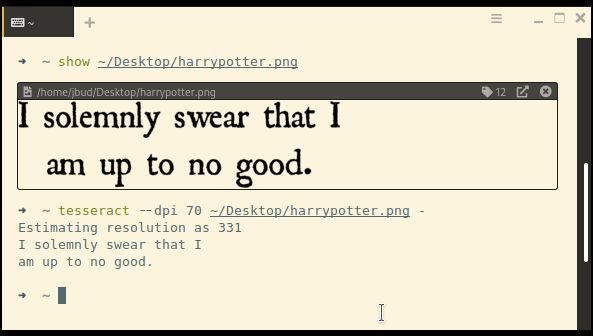 ~
➜ ~ show ~/Desktop/harrypotter.png
/home/jbud/Desktop/harrypotter.png 12
I solemnly swear that I
am up to no good.
➜ ~ tesseract --dpi 70 ~/Desktop/harrypotter.png -
Estimating resolution as 331
I solemnly swear that I
am up to no good.
➜ ~